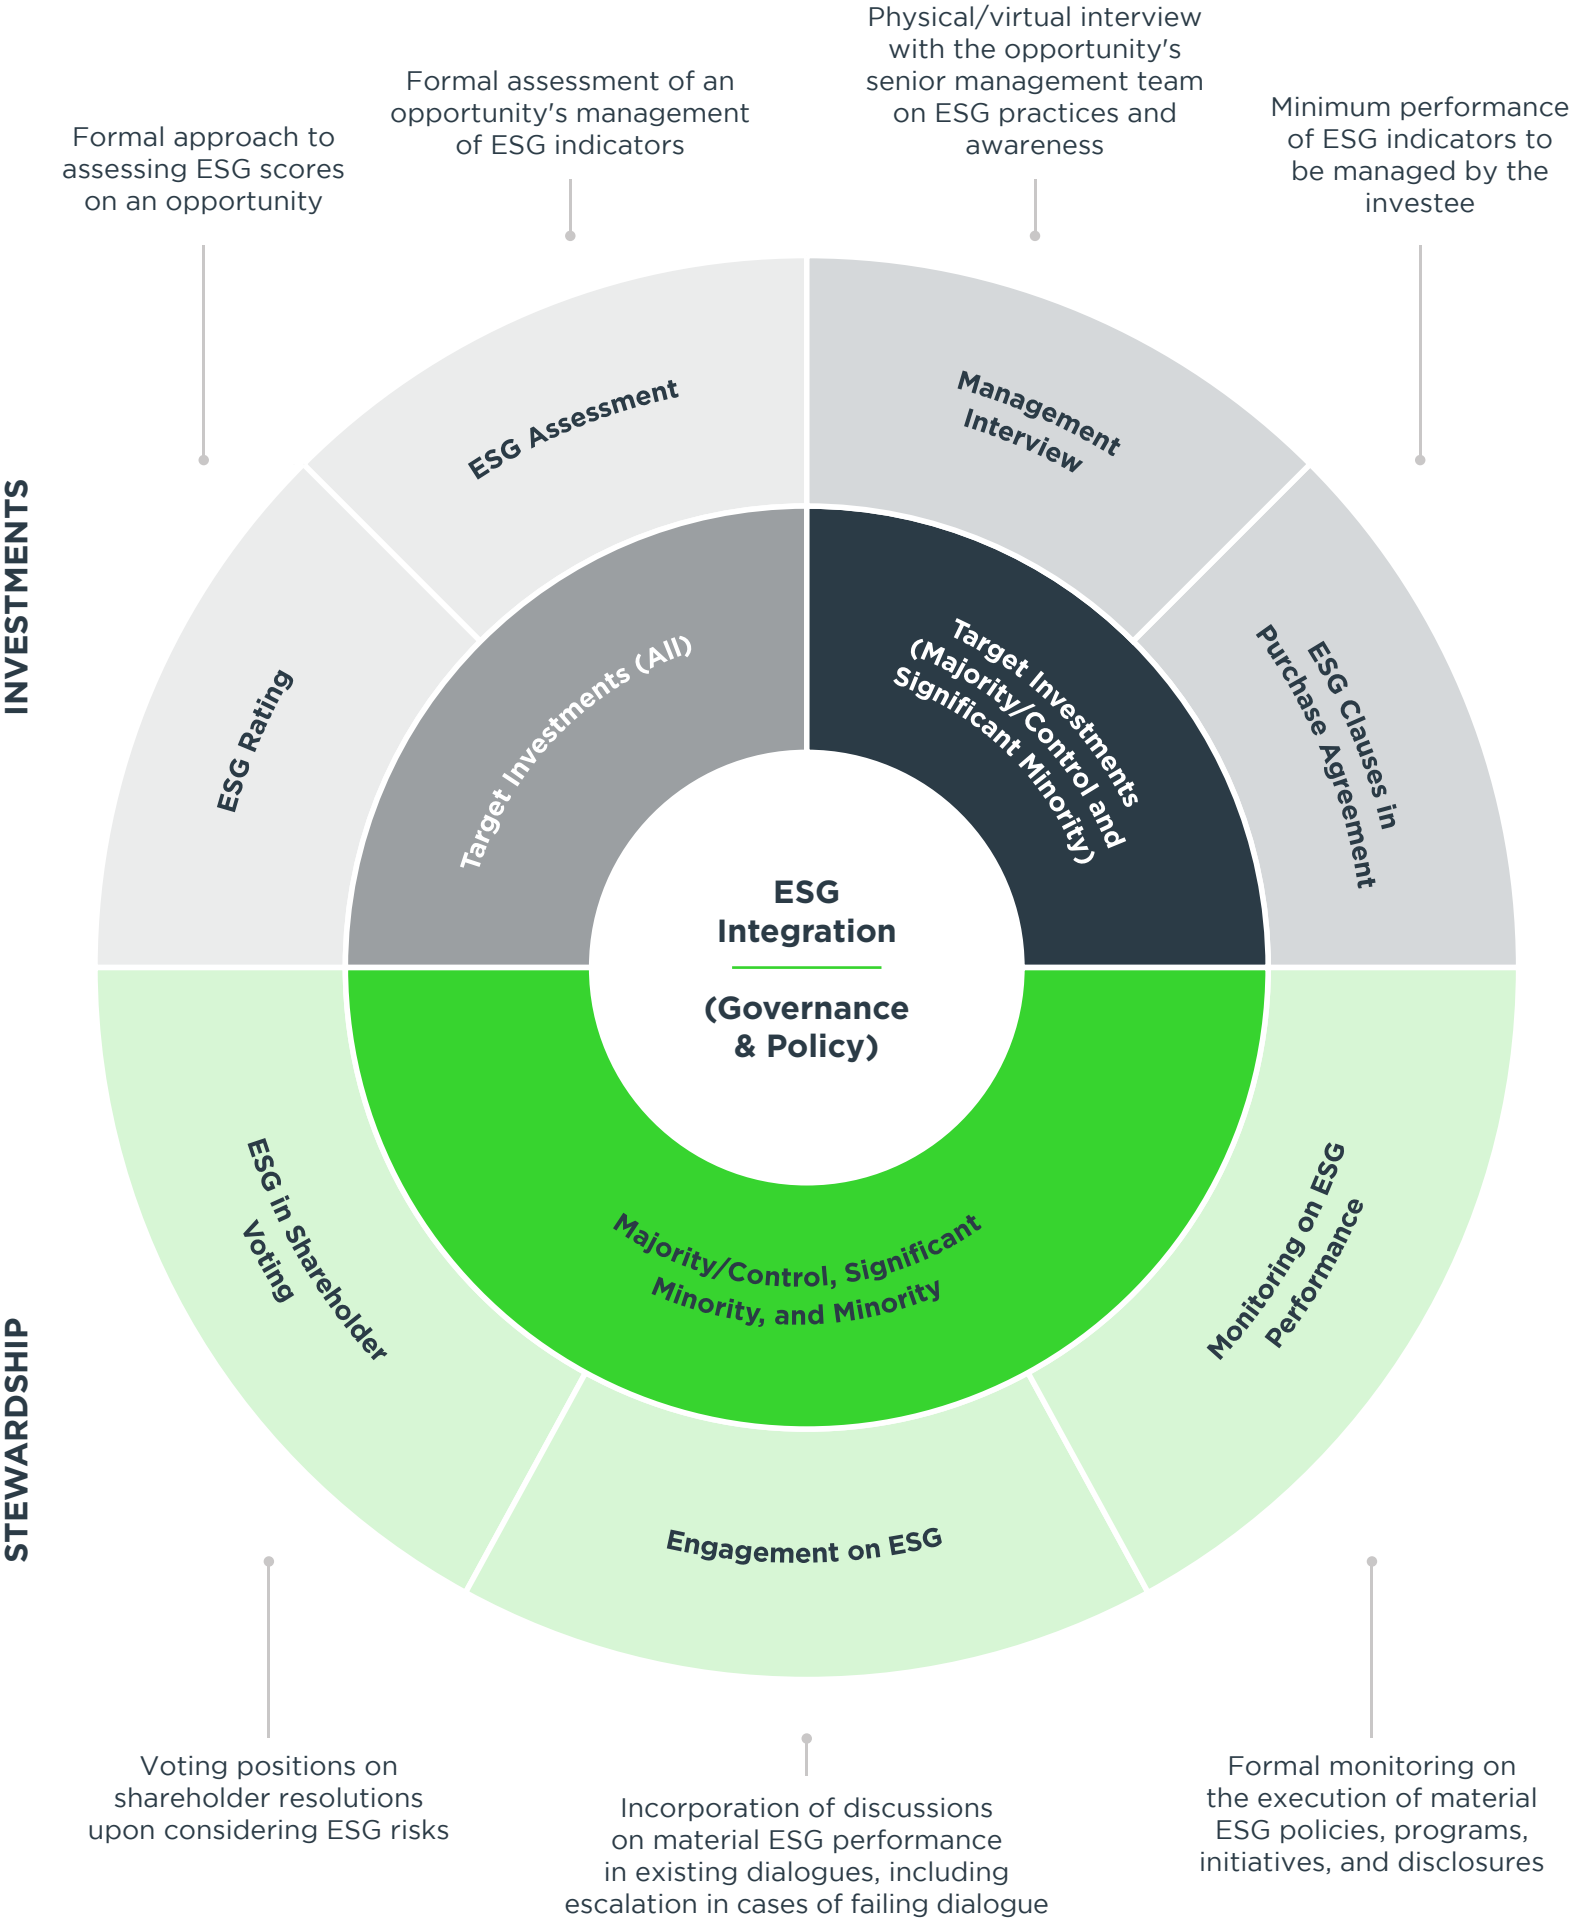 Physical/virtual interview
with the opportunity's
senior management team
on ESG practices and
awareness
Formal assessment of an
opportunity's management
of ESG indicators
Minimum performance
of ESG indicators to
be managed by the
investee
Formal approach to
assessing ESG scores
on an opportunity
INVESTMENTS
ESG Rating
ESG Assessment
Management
Interview
ESG Clauses in
Purchase Agreement
Target Investments (All)
Target Investments
(Majority/Control and
Significant Minority)
ESG
Integration
(Governance
& Policy)
STEWARDSHIP
Majority/Control, Significant
Minority, and Minority
ESG in Shareholder
Voting
Engagement on ESG
Monitoring on ESG
Performance
Voting positions on
shareholder resolutions
upon considering ESG risks
Incorporation of discussions
on material ESG performance
in existing dialogues, including
escalation in cases of failing dialogue
Formal monitoring on
the execution of material
ESG policies, programs,
initiatives, and disclosures